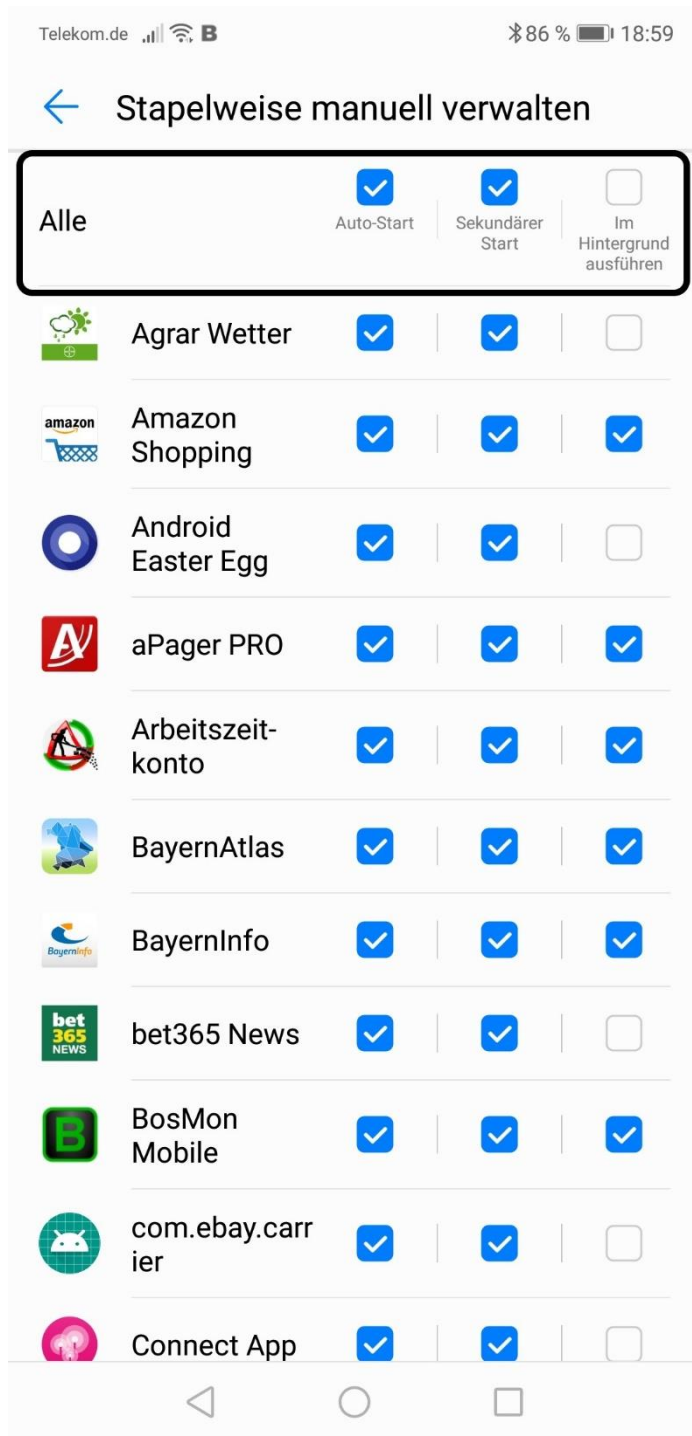 Telekom.de B 86 % 18:59
Stapelweise manuell verwalten
Alle
Auto-Start
Sekundärer
Start
Im
Hintergrund
ausführen
Agrar Wetter
amazon
Amazon
Shopping
Android
Easter Egg
aPager PRO
Arbeitszeit-
konto
BayernAtlas
BayernInfo
BayernInfo
bet
365
NEWS
bet365 News
B
BosMon
Mobile
com.ebay.carr
ier
Connect App